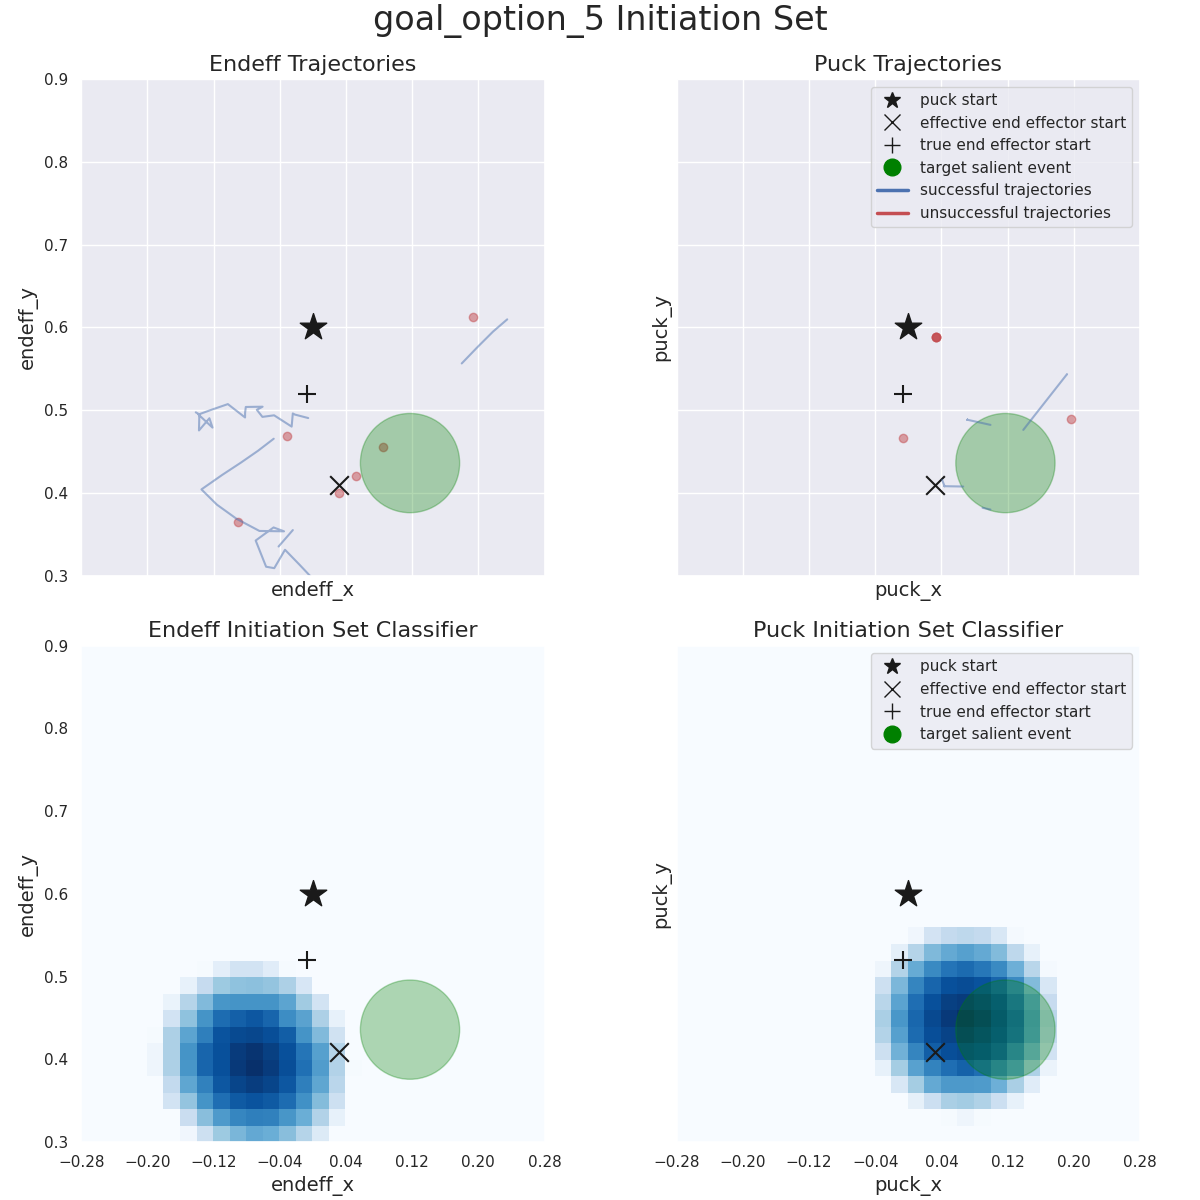 goal_option_5 Initiation Set
Endeff Trajectories
0.9
0.8
0.7
0.6
0.5
0.4
0.3
endeff_y
endeff_x
Puck Trajectories
puck start
effective end effector start
true end effector start
target salient event
successful trajectories
unsuccessful trajectories
puck_y
puck_x
Endeff Initiation Set Classifier
0.9
0.8
0.7
0.6
0.5
0.4
0.3
endeff_y
−0.28 −0.20 −0.12 −0.04 0.04 0.12 0.20 0.28
endeff_x
Puck Initiation Set Classifier
puck start
effective end effector start
true end effector start
target salient event
puck_y
−0.28 −0.20 −0.12 −0.04 0.04 0.12 0.20 0.28
puck_x